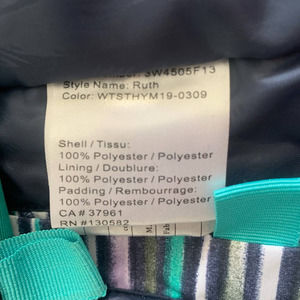 3W4505F13
Style Name: Ruth
Color: WTSTHYM19-0309
Shell / Tissu:
100% Polyester / Polyester
Lining / Doublure:
100% Polyester / Polyester
Padding / Rembourrage:
100% Polyester / Polyester
CA# 37961
RN # 130582